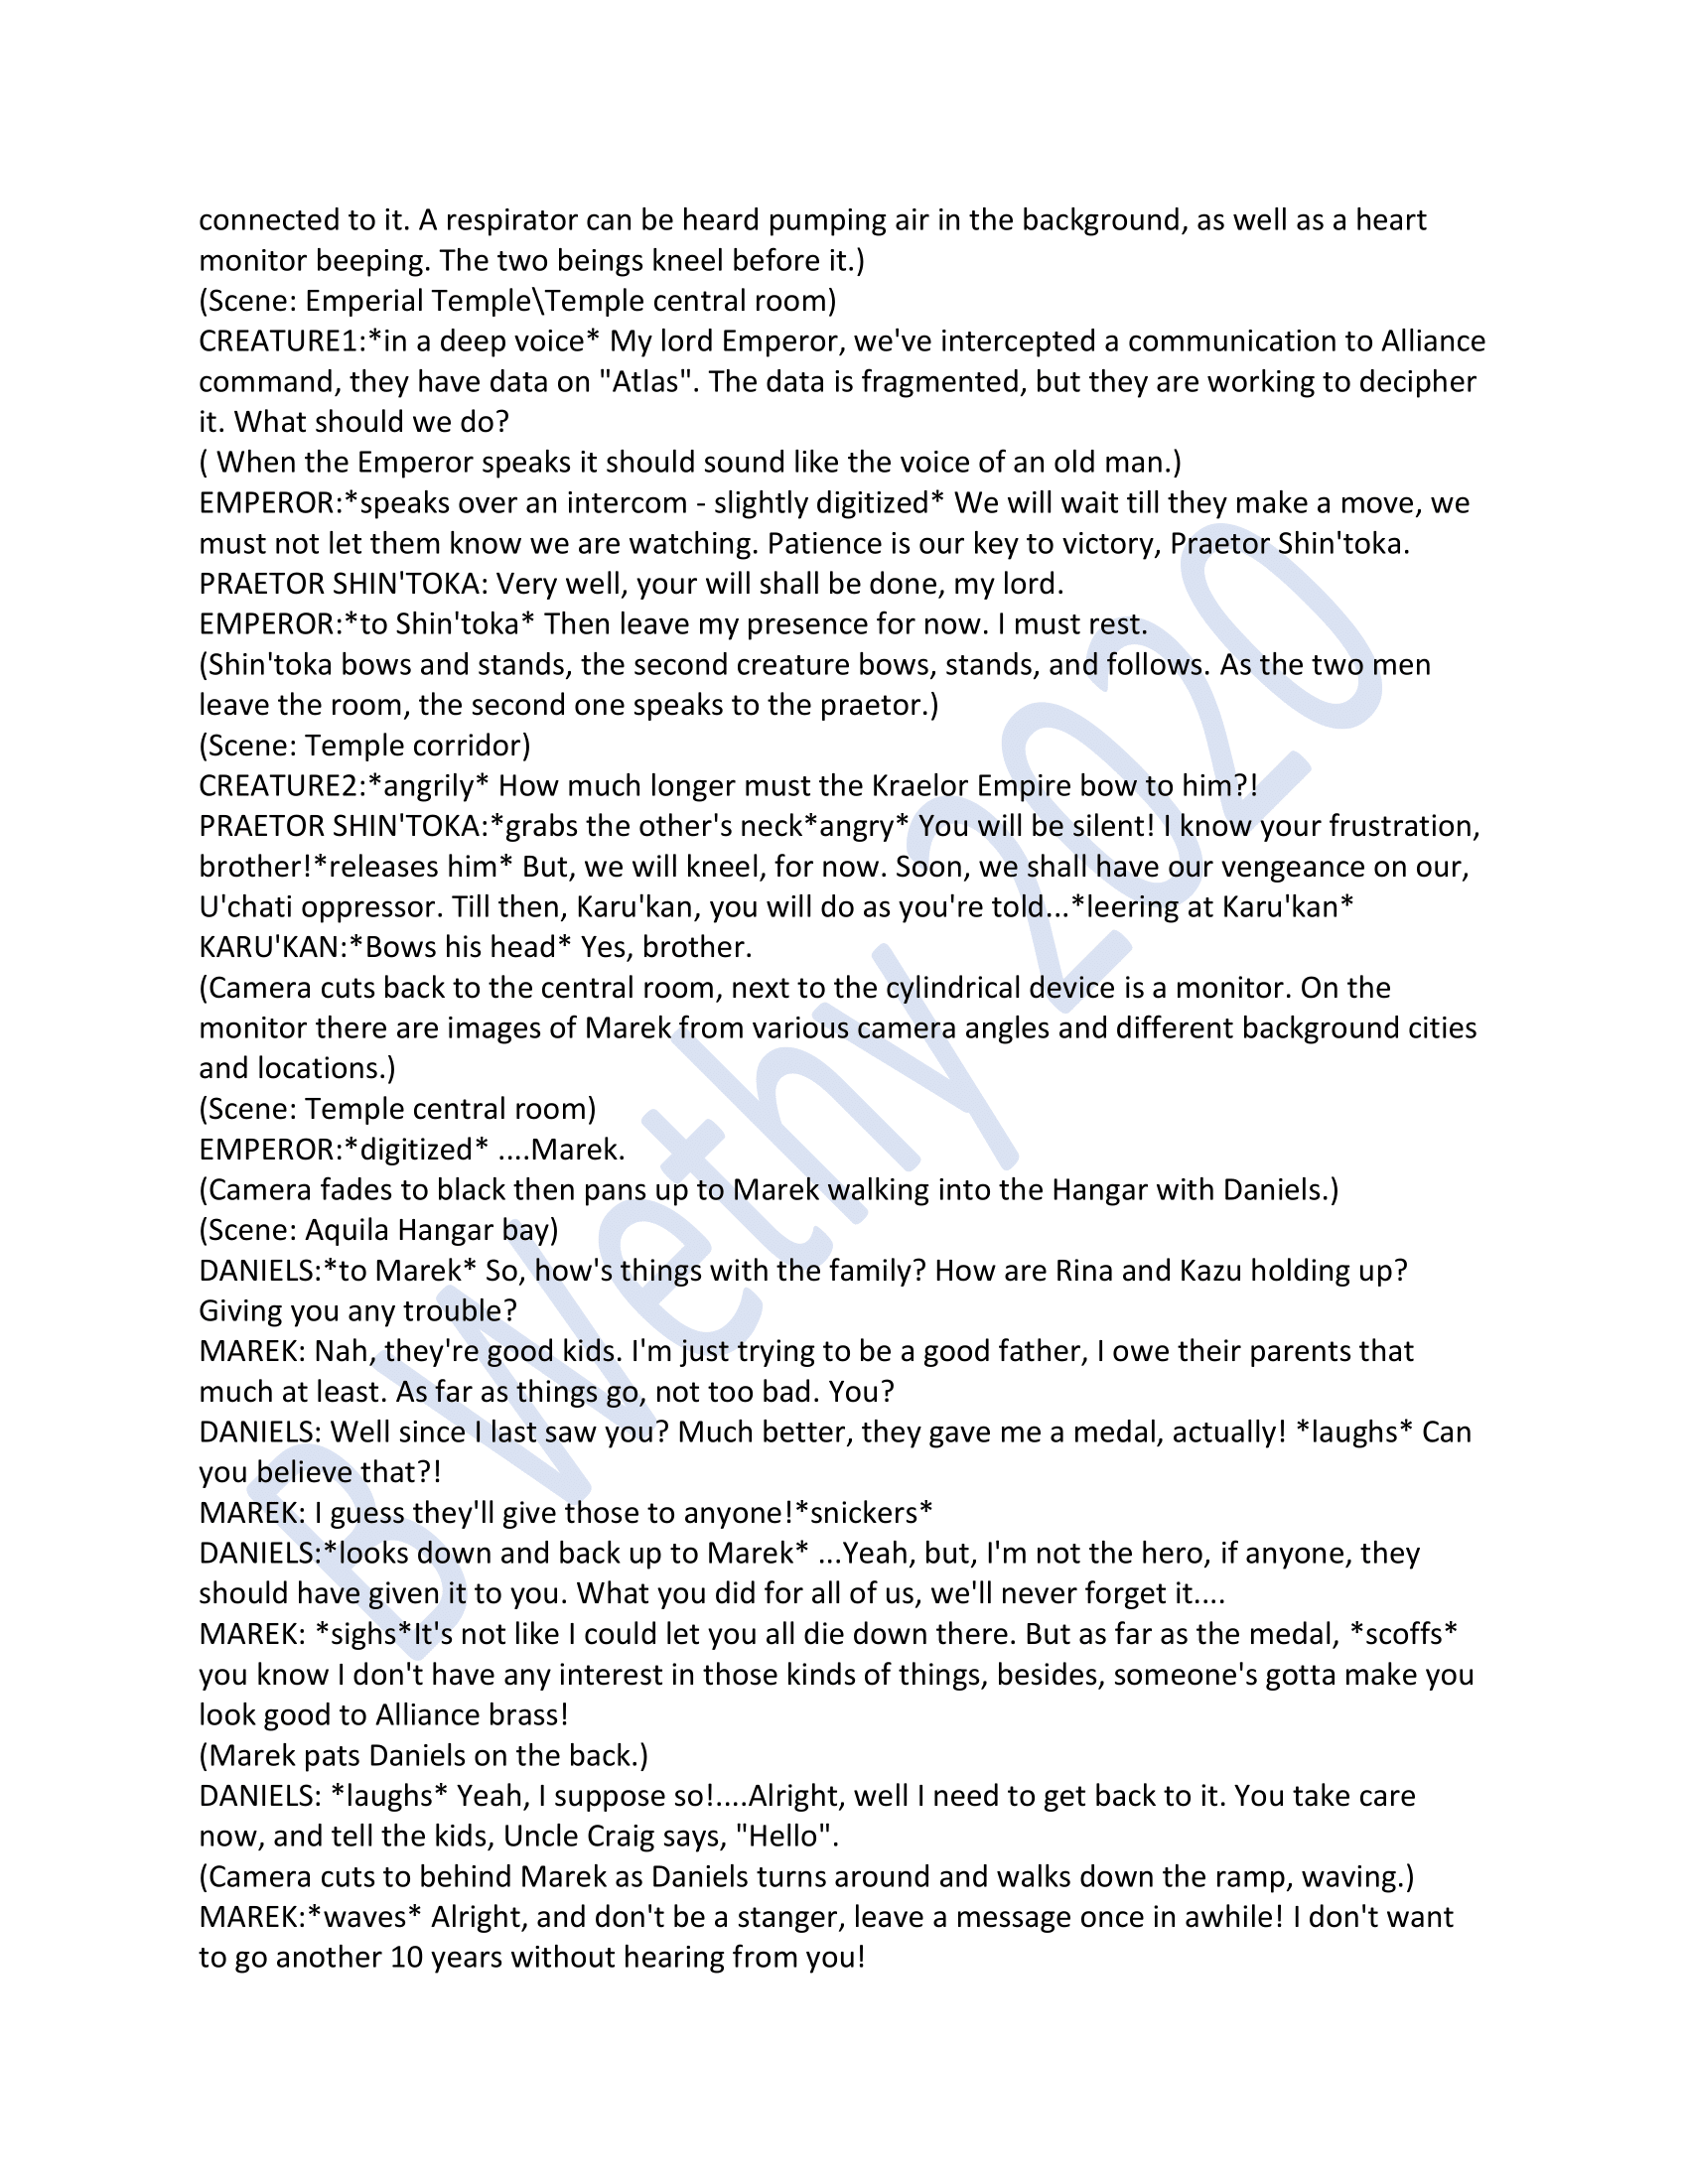 connected to it. A respirator can be heard pumping air in the background, as well as a heart
monitor beeping. The two beings kneel before it.)
(Scene: Emperial Temple\Temple central room)
CREATURE1:*in a deep voice* My lord Emperor, we've intercepted a communication to Alliance
command, they have data on "Atlas". The data is fragmented, but they are working to decipher
it. What should we do?
( When the Emperor speaks it should sound like the voice of an old man.)
EMPEROR:*speaks over an intercom - slightly digitized* We will wait till they make a move, we
must not let them know we are watching. Patience is our key to victory, Praetor Shin'toka.
PRAETOR SHIN'TOKA: Very well, your will shall be done, my lord.
EMPEROR:*to Shin'toka* Then leave my presence for now. I must rest.
(Shin'toka bows and stands, the second creature bows, stands, and follows. As the two men
leave the room, the second one speaks to the praetor.)
(Scene: Temple corridor)
CREATURE2:*angrily* How much longer must the Kraelor Empire bow to him?!
PRAETOR SHIN'TOKA:*grabs the other's neck*angry* You will be silent! I know your frustration,
brother!*releases him* But, we will kneel, for now. Soon, we shall have our vengeance on our,
U'chati oppressor. Till then, Karu'kan, you will do as you're told...*leering at Karu'kan*
KARU'KAN:*Bows his head* Yes, brother.
(Camera cuts back to the central room, next to the cylindrical device is a monitor. On the
monitor there are images of Marek from various camera angles and different background cities
and locations.)
(Scene: Temple central room)
EMPEROR:*digitized* ....Marek.
(Camera fades to black then pans up to Marek walking into the Hangar with Daniels.)
(Scene: Aquila Hangar bay)
DANIELS:*to Marek* So, how's things with the family? How are Rina and Kazu holding up?
Giving you any trouble?
MAREK: Nah, they're good kids. I'm just trying to be a good father, I owe their parents that
much at least. As far as things go, not too bad. You?
DANIELS: Well since I last saw you? Much better, they gave me a medal, actually! *laughs* Can
you believe that?!
MAREK: I guess they'll give those to anyone!*snickers*
DANIELS:*looks down and back up to Marek* ...Yeah, but, I'm not the hero, if anyone, they
should have given it to you. What you did for all of us, we'll never forget it....
MAREK: *sighs*It's not like I could let you all die down there. But as far as the medal, *scoffs*
you know I don't have any interest in those kinds of things, besides, someone's gotta make you
look good to Alliance brass!
(Marek pats Daniels on the back.)
DANIELS: *laughs* Yeah, I suppose so!....Alright, well I need to get back to it. You take care
now, and tell the kids, Uncle Craig says, "Hello".
(Camera cuts to behind Marek as Daniels turns around and walks down the ramp, waving.)
MAREK:*waves* Alright, and don't be a stanger, leave a message once in awhile! I don't want
to go another 10 years without hearing from you!
B Wethy 2020